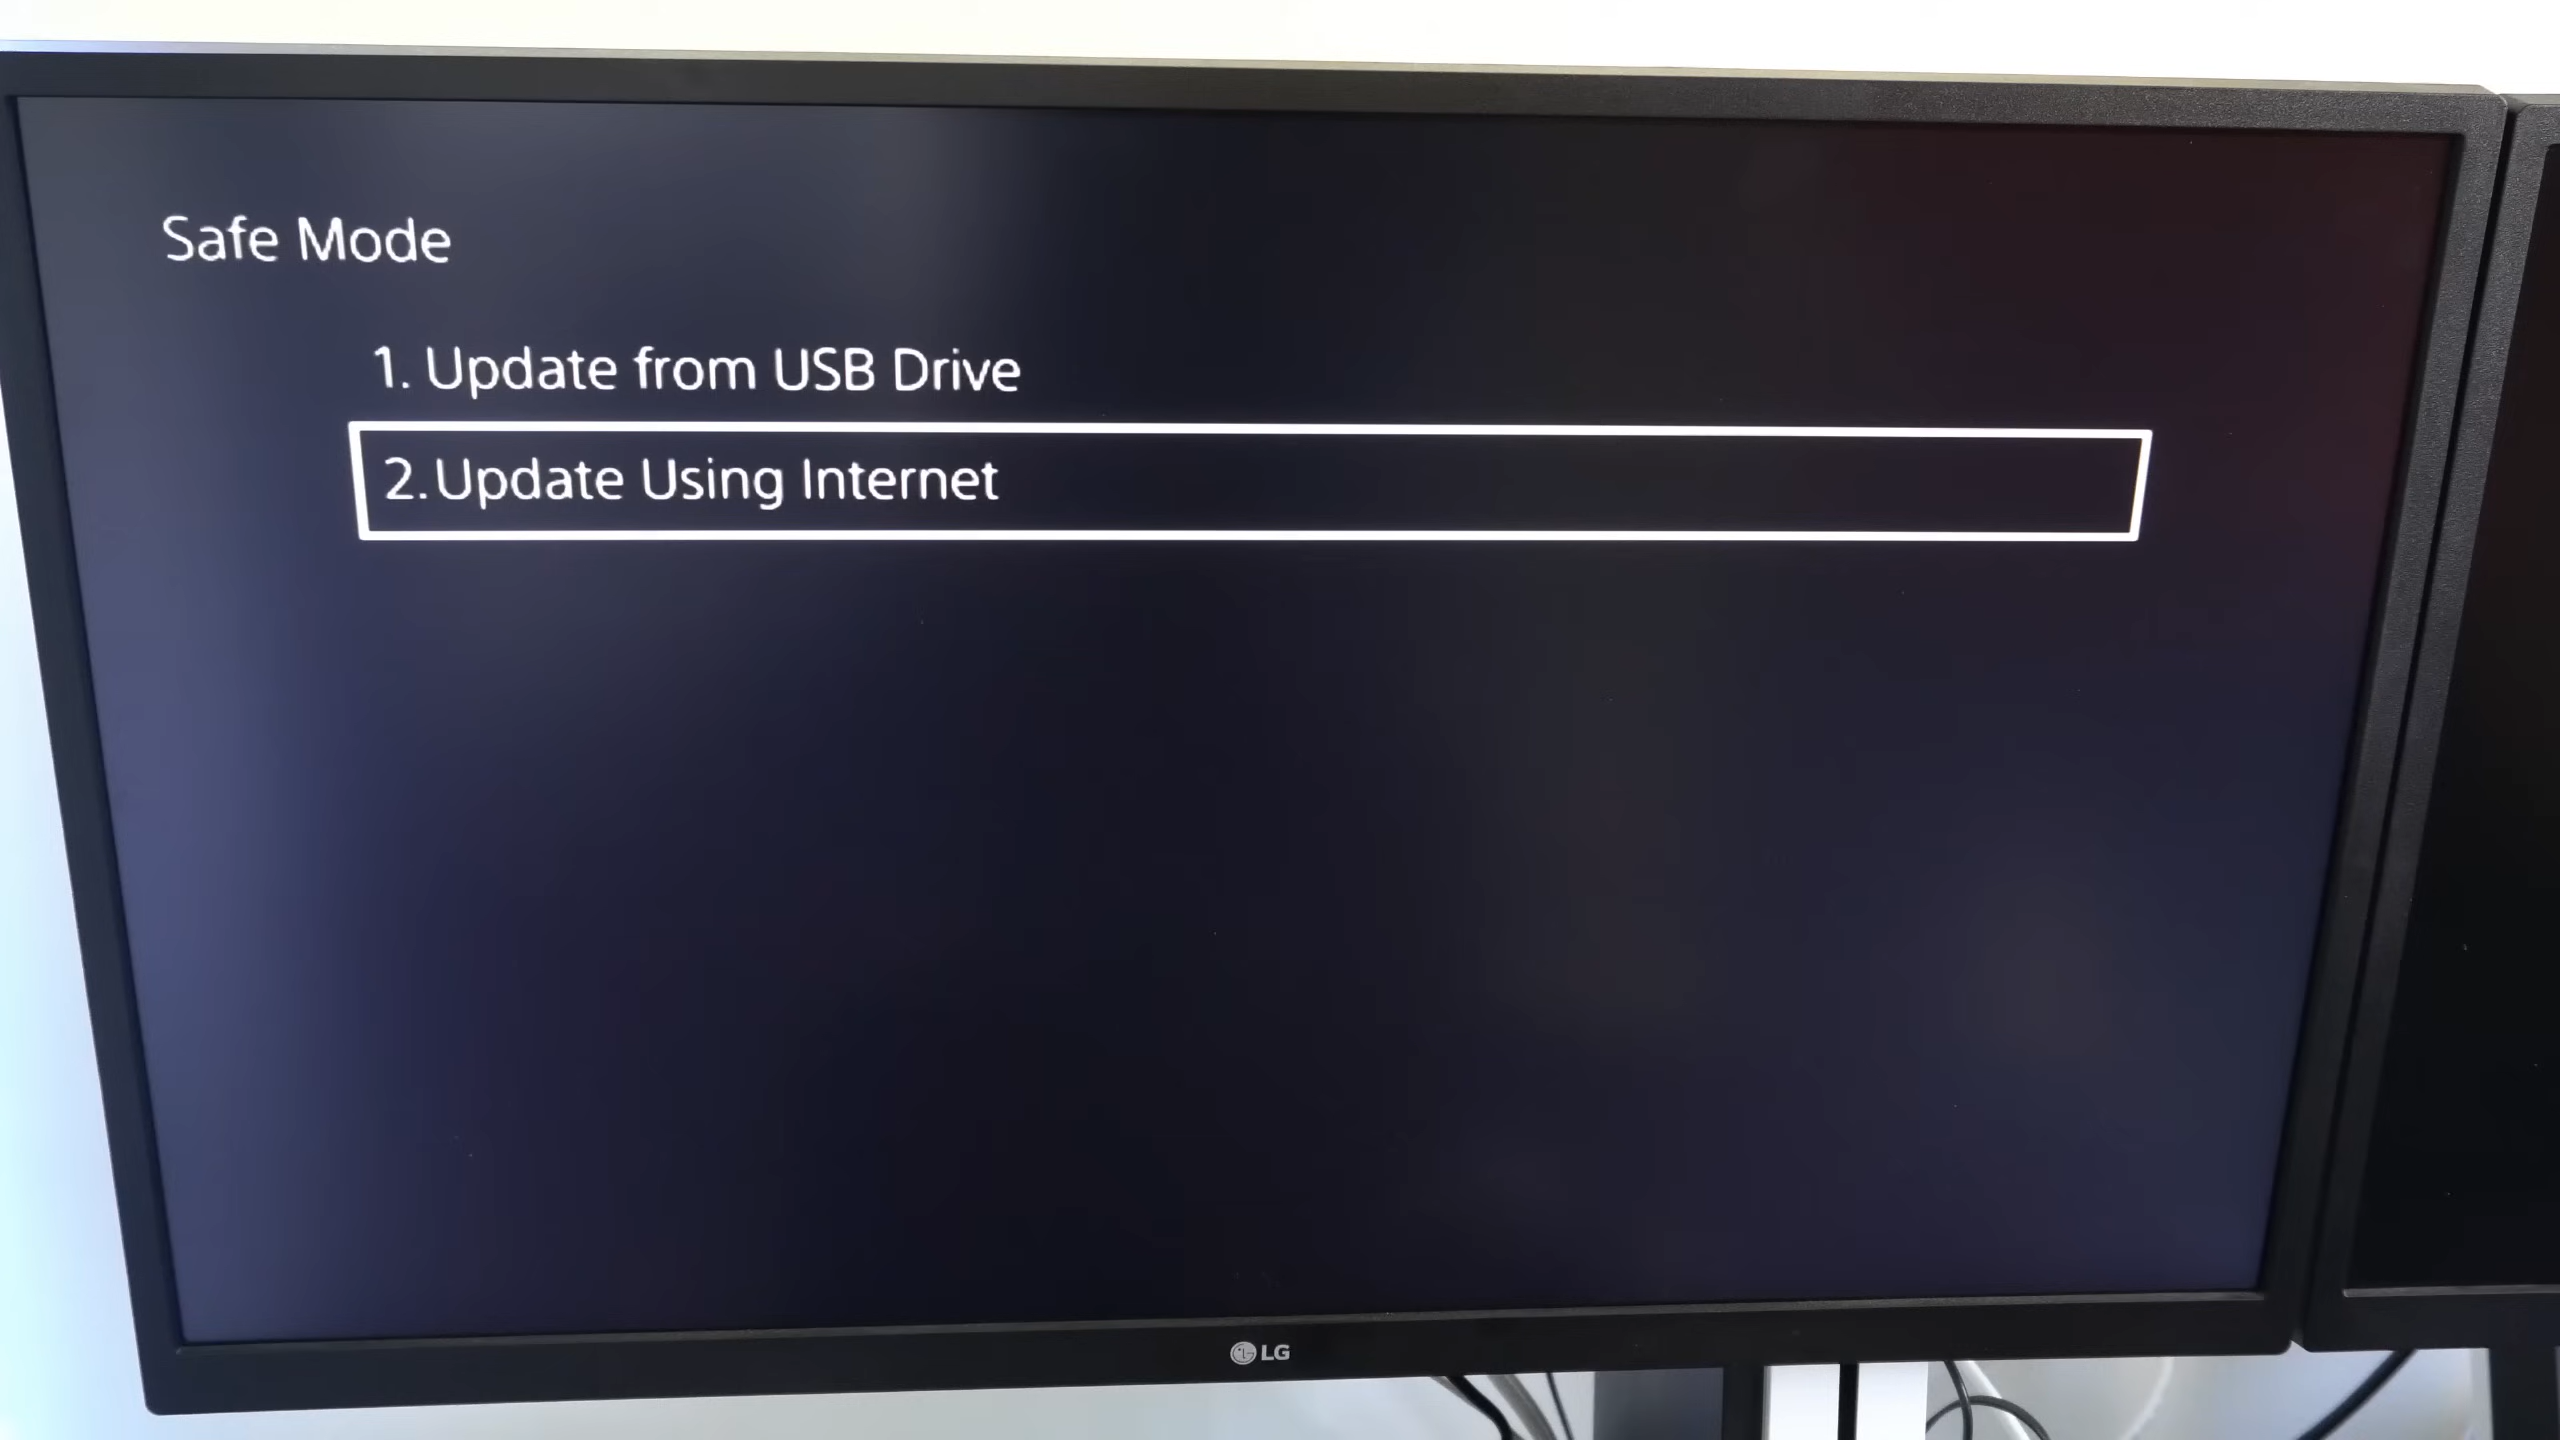 Safe Mode
1. Update from USB Drive
2. Update Using Internet
LG